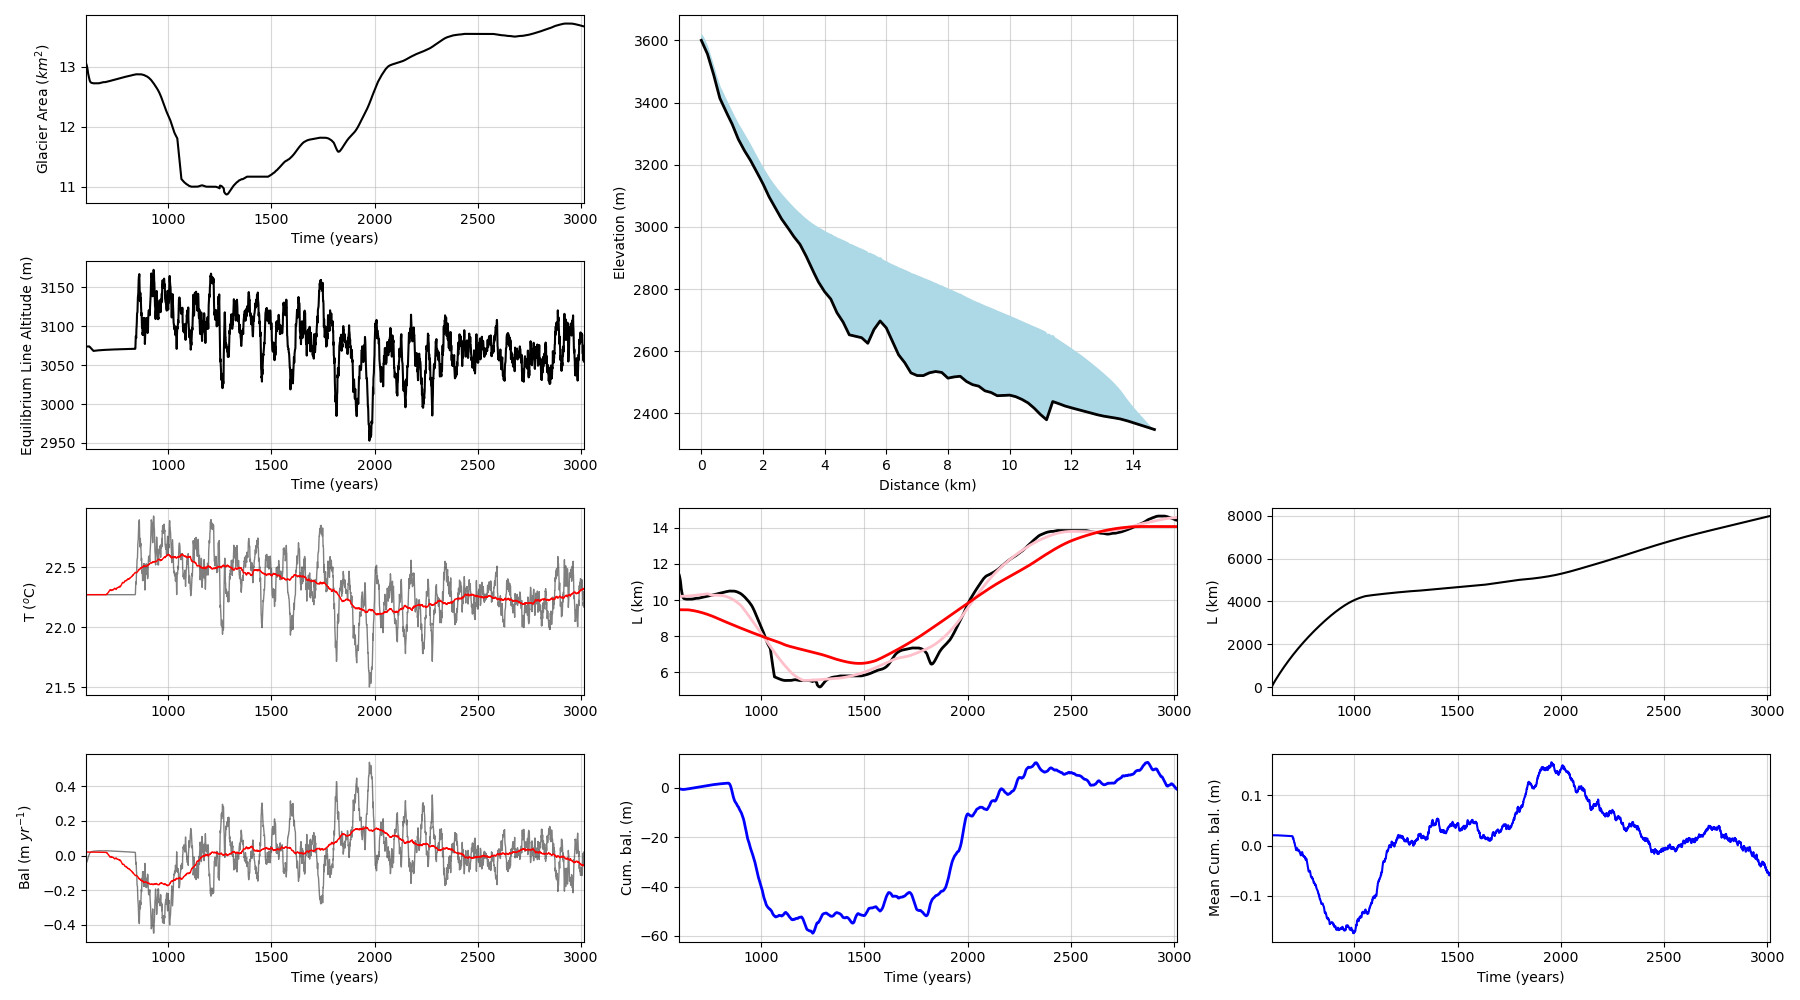 Glacier Area (km²)
13
12
11
1000 1500 2000 2500 3000
Time (years)
Equilibrium Line Altitude (m)
3150
3100
3050
3000
2950
1000 1500 2000 2500 3000
Time (years)
Elevation (m)
3600
3400
3200
3000
2800
2600
2400
0 2 4 6 8 10 12 14
Distance (km)
T (°C)
22.5
22.0
21.5
1000 1500 2000 2500 3000
L (km)
14
12
10
8
6
1000 1500 2000 2500 3000
L (km)
8000
6000
4000
2000
0
1000 1500 2000 2500 3000
Bal (m yr⁻¹)
0.4
0.2
0.0
−0.2
−0.4
1000 1500 2000 2500 3000
Time (years)
Cum. bal. (m)
0
−20
−40
−60
1000 1500 2000 2500 3000
Time (years)
Mean Cum. bal. (m)
0.1
0.0
−0.1
1000 1500 2000 2500 3000
Time (years)